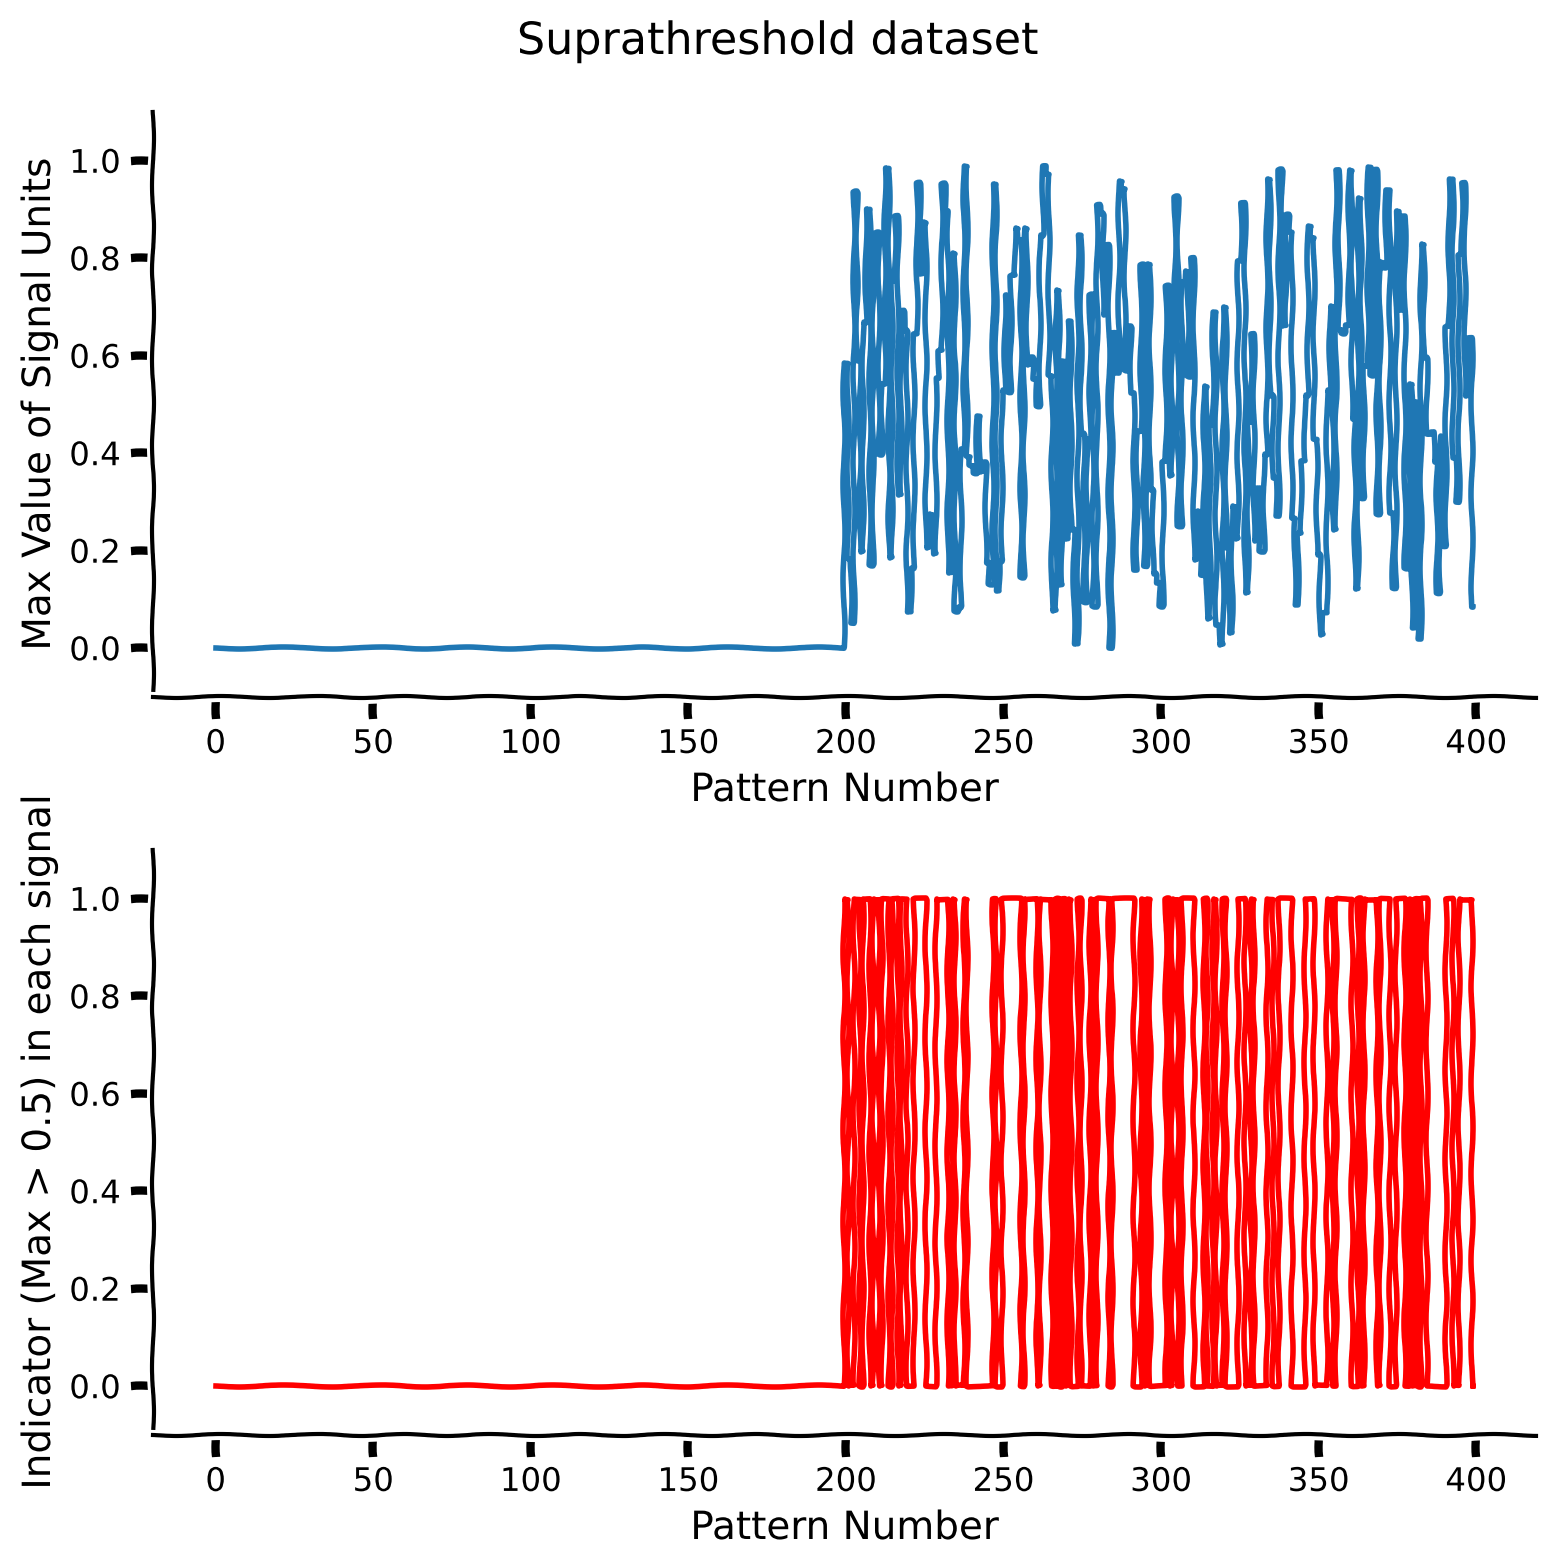 Suprathreshold dataset
Max Value of Signal Units
1.0
0.8
0.6
0.4
0.2
0.0
0 50 100 150 200 250 300 350 400
Pattern Number
Indicator (Max > 0.5) in each signal
1.0
0.8
0.6
0.4
0.2
0.0
0 50 100 150 200 250 300 350 400
Pattern Number